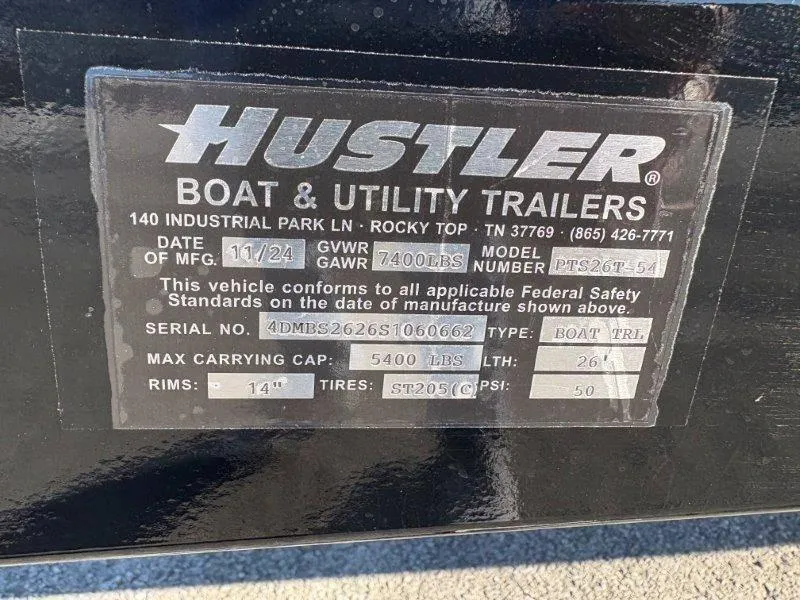 HUSTLER®
BOAT & UTILITY TRAILERS
140 INDUSTRIAL PARK LN · ROCKY TOP · TN 37769 · (865) 426-7771
DATE OF MFG. 11/24 GVWR GAWR 7400LBS MODEL NUMBER PTS26T-54
This vehicle conforms to all applicable Federal Safety
Standards on the date of manufacture shown above.
SERIAL NO. 4DMBS2626S1060662 TYPE: BOAT TRL
MAX CARRYING CAP: 5400 LBS LTH: 26'
RIMS: 14" TIRES: ST205(C) PSI: 50